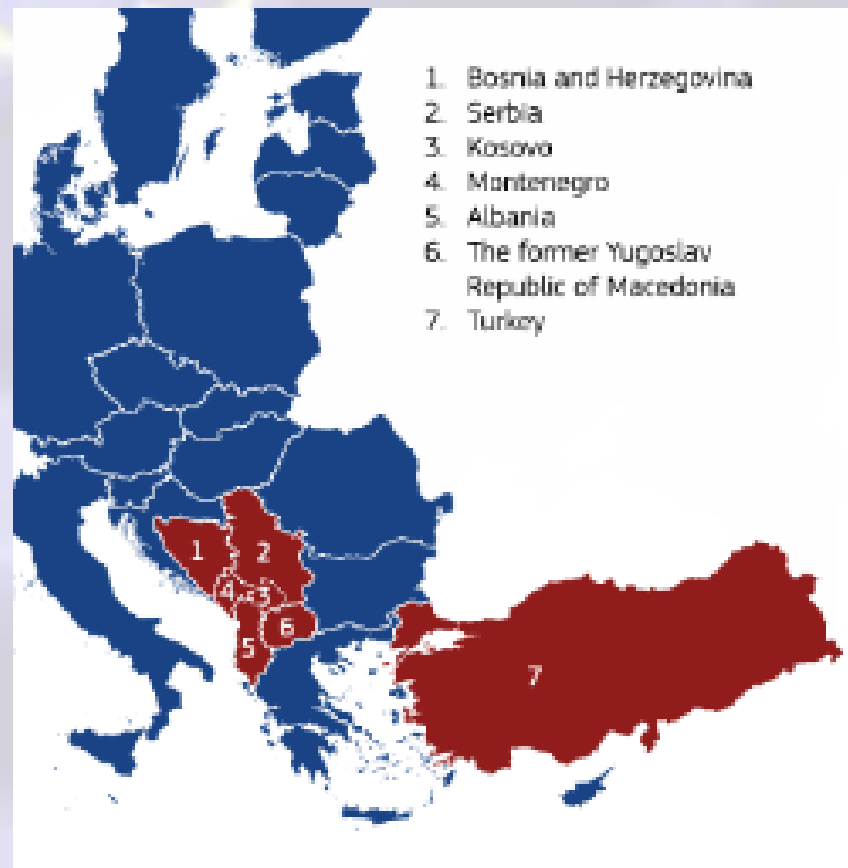 1. Bosnia and Herzegovina
2. Serbia
3. Kosovo
4. Montenegro
5. Albania
6. The former Yugoslav
Republic of Macedonia
7. Turkey
1
2
4
3
6
5
7